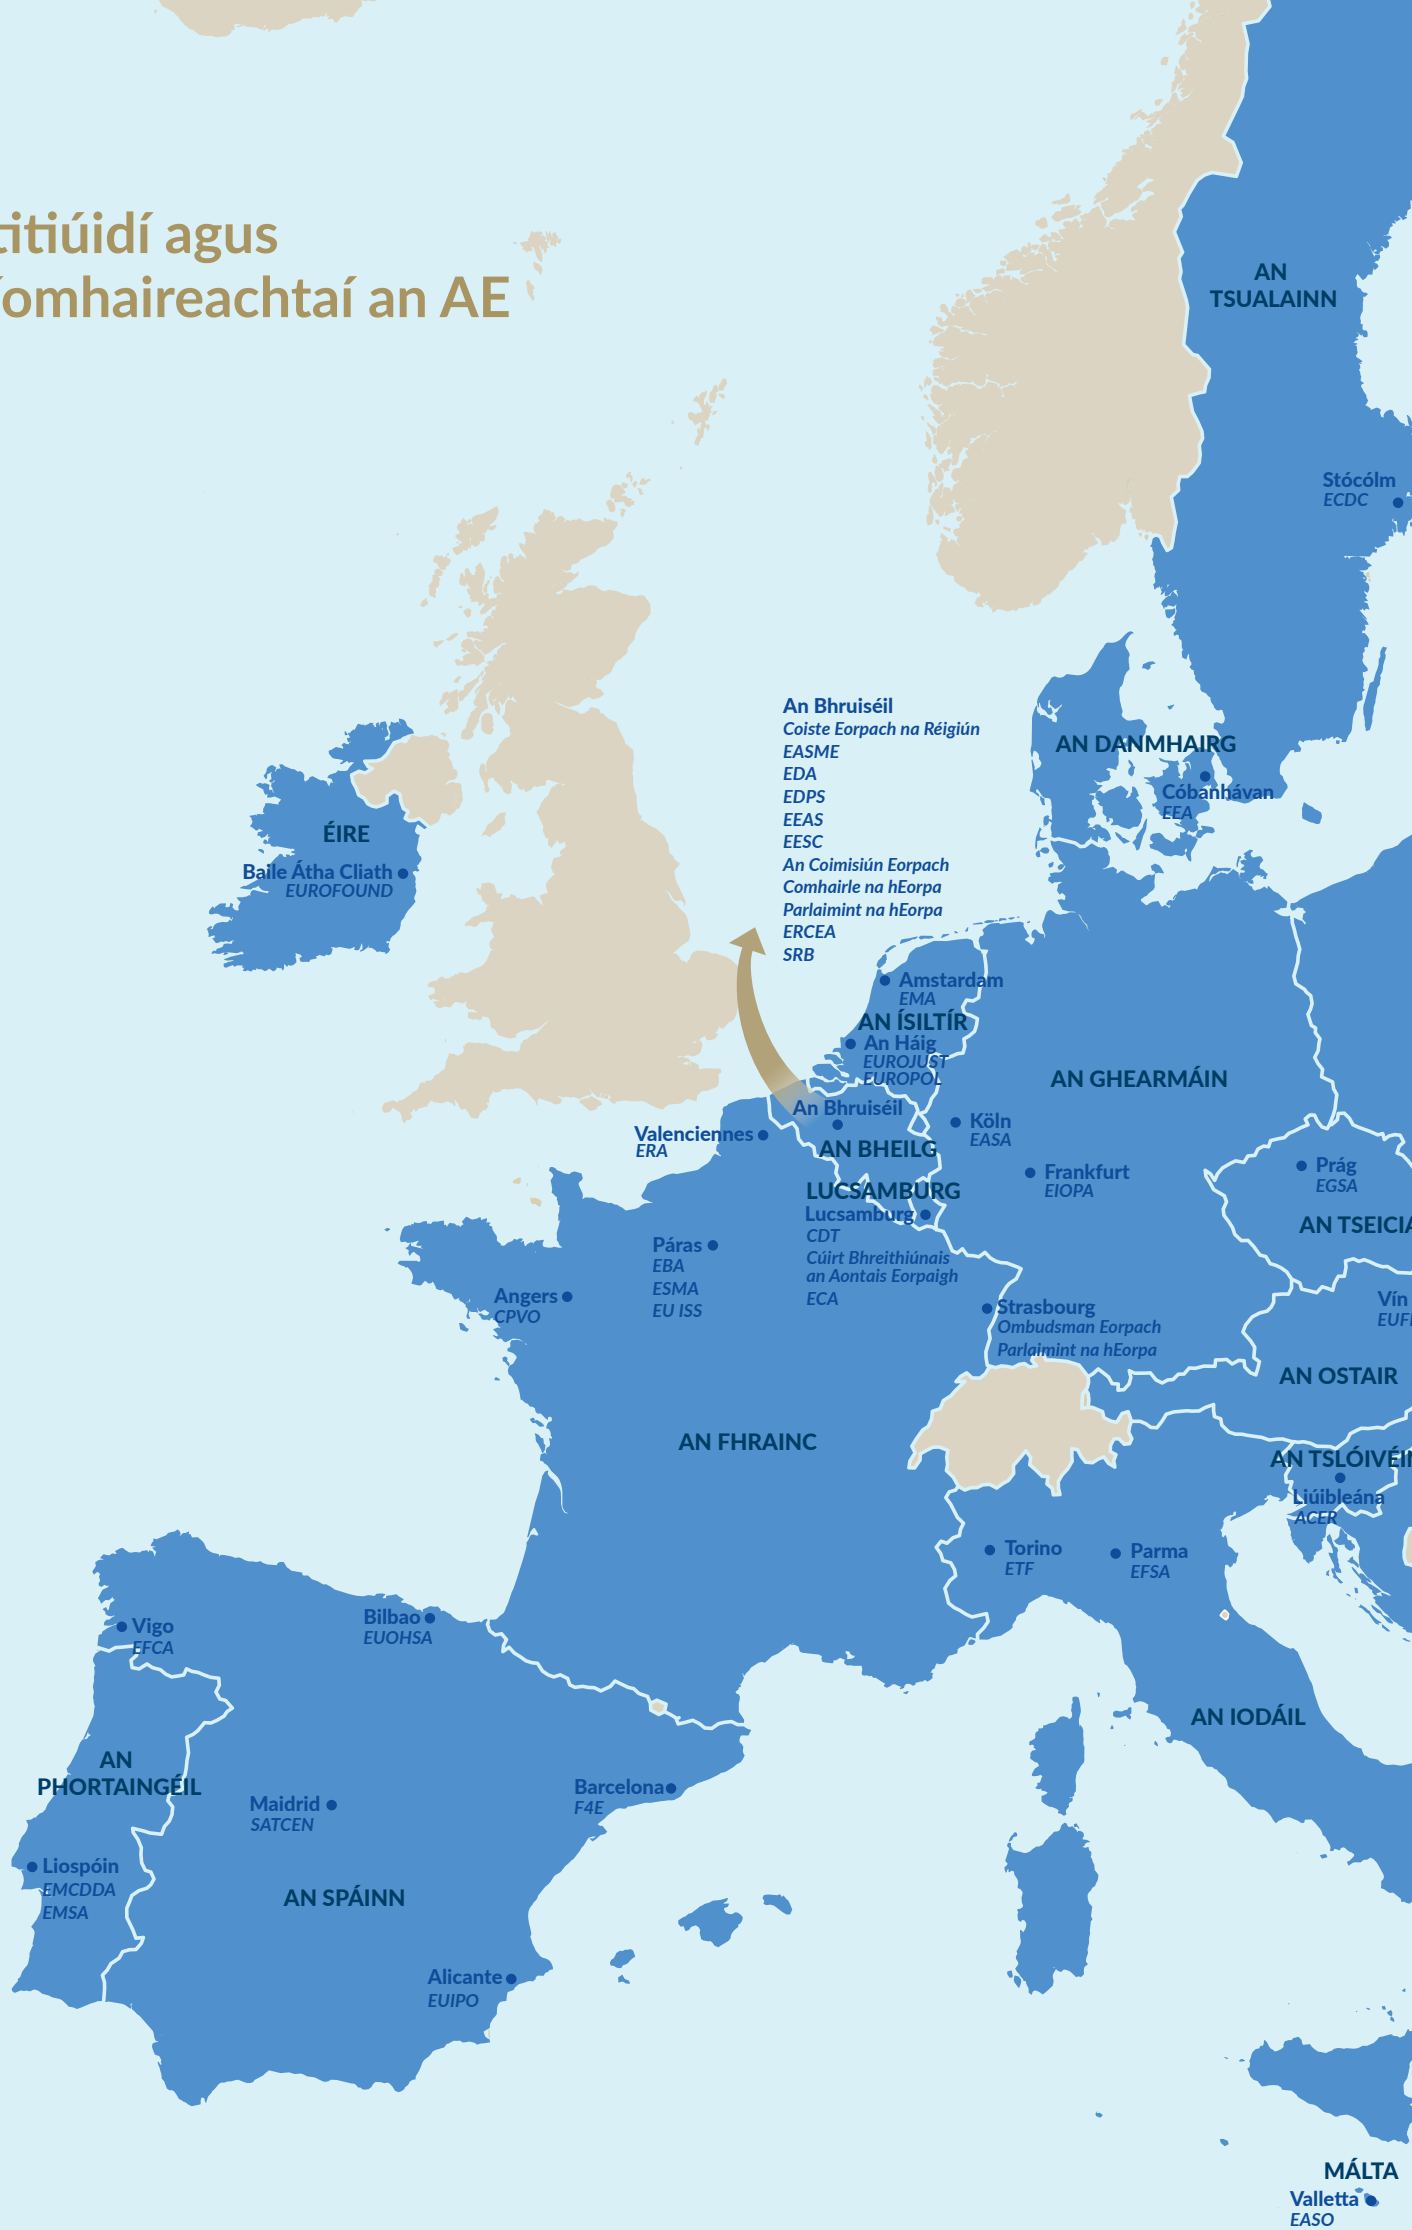 titiúidí agus
íomhaireachtaí an AE
AN
TSUALAINN
Stócólm
ECDC
An Bhruiséil
Coiste Eorpach na Réigiún
EASME
EDA
EDPS
EEAS
EESC
An Coimisiún Eorpach
Comhairle na hEorpa
Parlaimint na hEorpa
ERCEA
SRB
AN DANMHAIRG
Cóbanhávan
EEA
ÉIRE
Baile Átha Cliath
EUROFOUND
Amstardam
EMA
AN ÍSILTÍR
An Háig
EUROJUST
EUROPOL
AN GHEARMÁIN
An Bhruiséil
AN BHEILG
Valenciennes
ERA
Köln
EASA
Frankfurt
EIOPA
Prág
EGSA
AN TSEICIA
LUCSAMBURG
Lucsamburg
CDT
Cúirt Bhreithiúnais
an Aontais Eorpaigh
ECA
Páras
EBA
ESMA
EU ISS
Angers
CPVO
Strasbourg
Ombudsman Eorpach
Parlaimint na hEorpa
Vín
EUF
AN OSTAIR
AN FHRAINC
AN TSLÓIVÉIN
Liúibleána
ACER
Torino
ETF
Parma
EFSA
Vigo
EFCA
Bilbao
EUOHSA
AN IODÁIL
AN
PHORTAINGÉIL
Maidrid
SATCEN
Barcelona
F4E
Liospóin
EMCDDA
EMSA
AN SPÁINN
Alicante
EUIPO
MÁLTA
Valletta
EASO